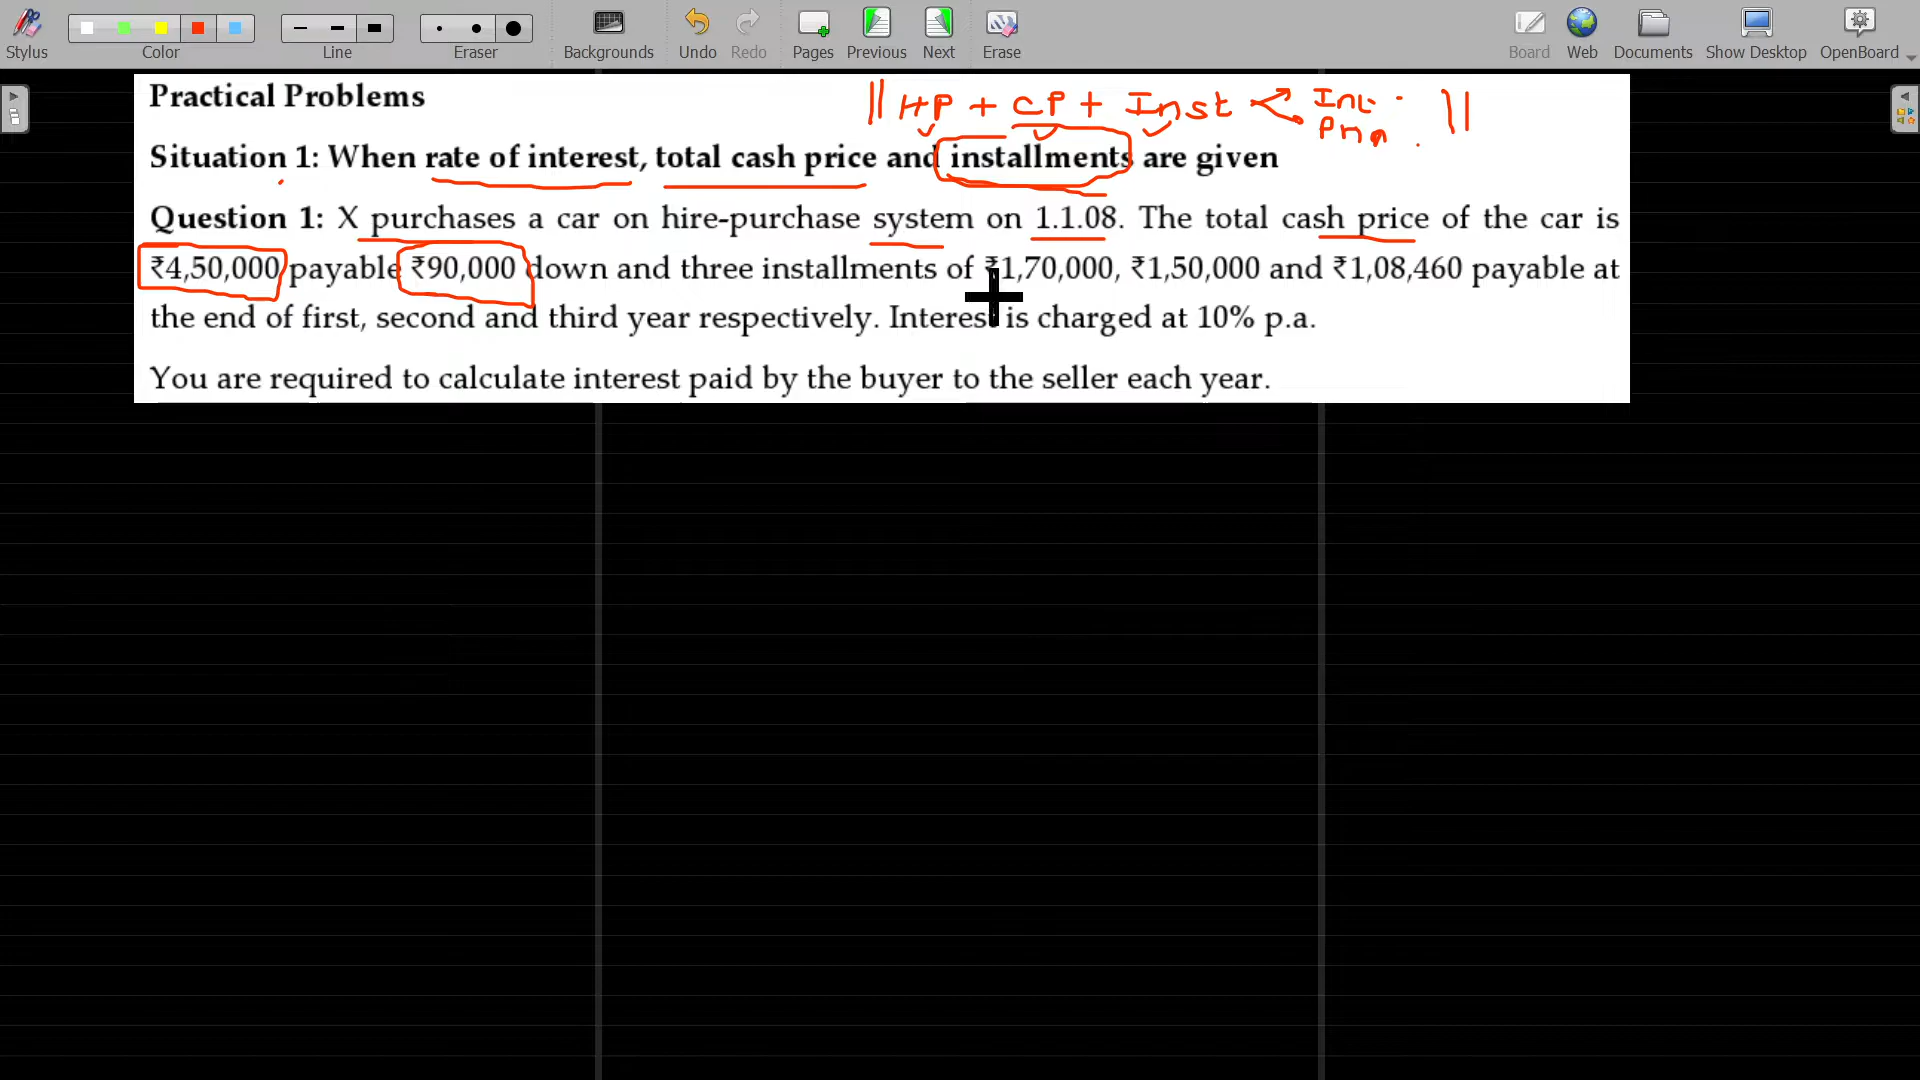 Stylus Color Line Eraser Backgrounds Undo Redo Pages Previous Next Erase Board Web Documents Show Desktop OpenBoard
Practical Problems
|| HP + CP + Inst < Int. ||
Prin
Situation 1: When rate of interest, total cash price and installments are given
Question 1: X purchases a car on hire-purchase system on 1.1.08. The total cash price of the car is
₹4,50,000 payable ₹90,000 down and three installments of ₹1,70,000, ₹1,50,000 and ₹1,08,460 payable at
the end of first, second and third year respectively. Interest is charged at 10% p.a.
You are required to calculate interest paid by the buyer to the seller each year.